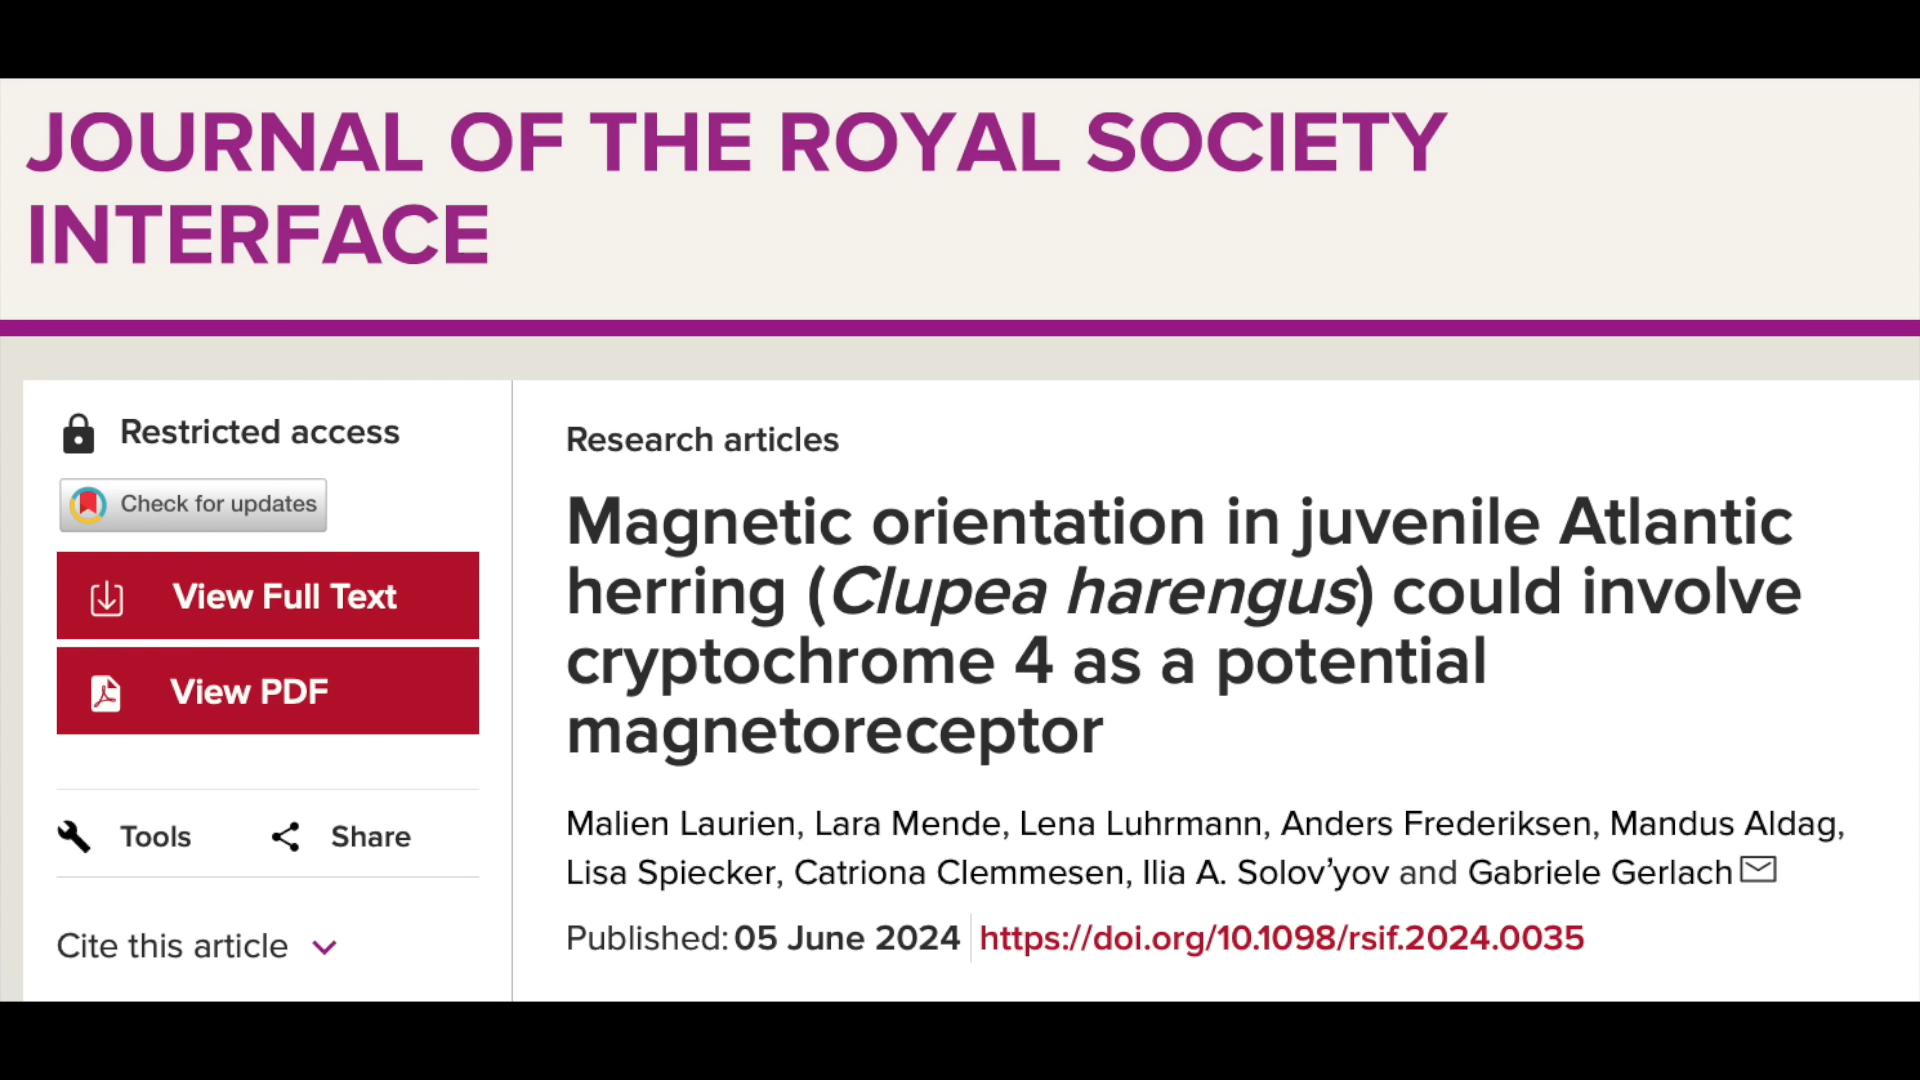 JOURNAL OF THE ROYAL SOCIETY
INTERFACE
Restricted access
Check for updates
View Full Text
View PDF
Tools
Share
Cite this article
Research articles
Magnetic orientation in juvenile Atlantic
herring (Clupea harengus) could involve
cryptochrome 4 as a potential
magnetoreceptor
Malien Laurien, Lara Mende, Lena Luhrmann, Anders Frederiksen, Mandus Aldag,
Lisa Spiecker, Catriona Clemmesen, Ilia A. Solov’yov and Gabriele Gerlach
Published: 05 June 2024 https://doi.org/10.1098/rsif.2024.0035